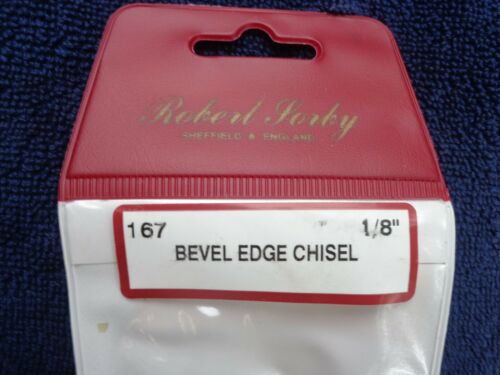 Robert Sorby
SHEFFIELD & ENGLAND
167 1/8"
BEVEL EDGE CHISEL